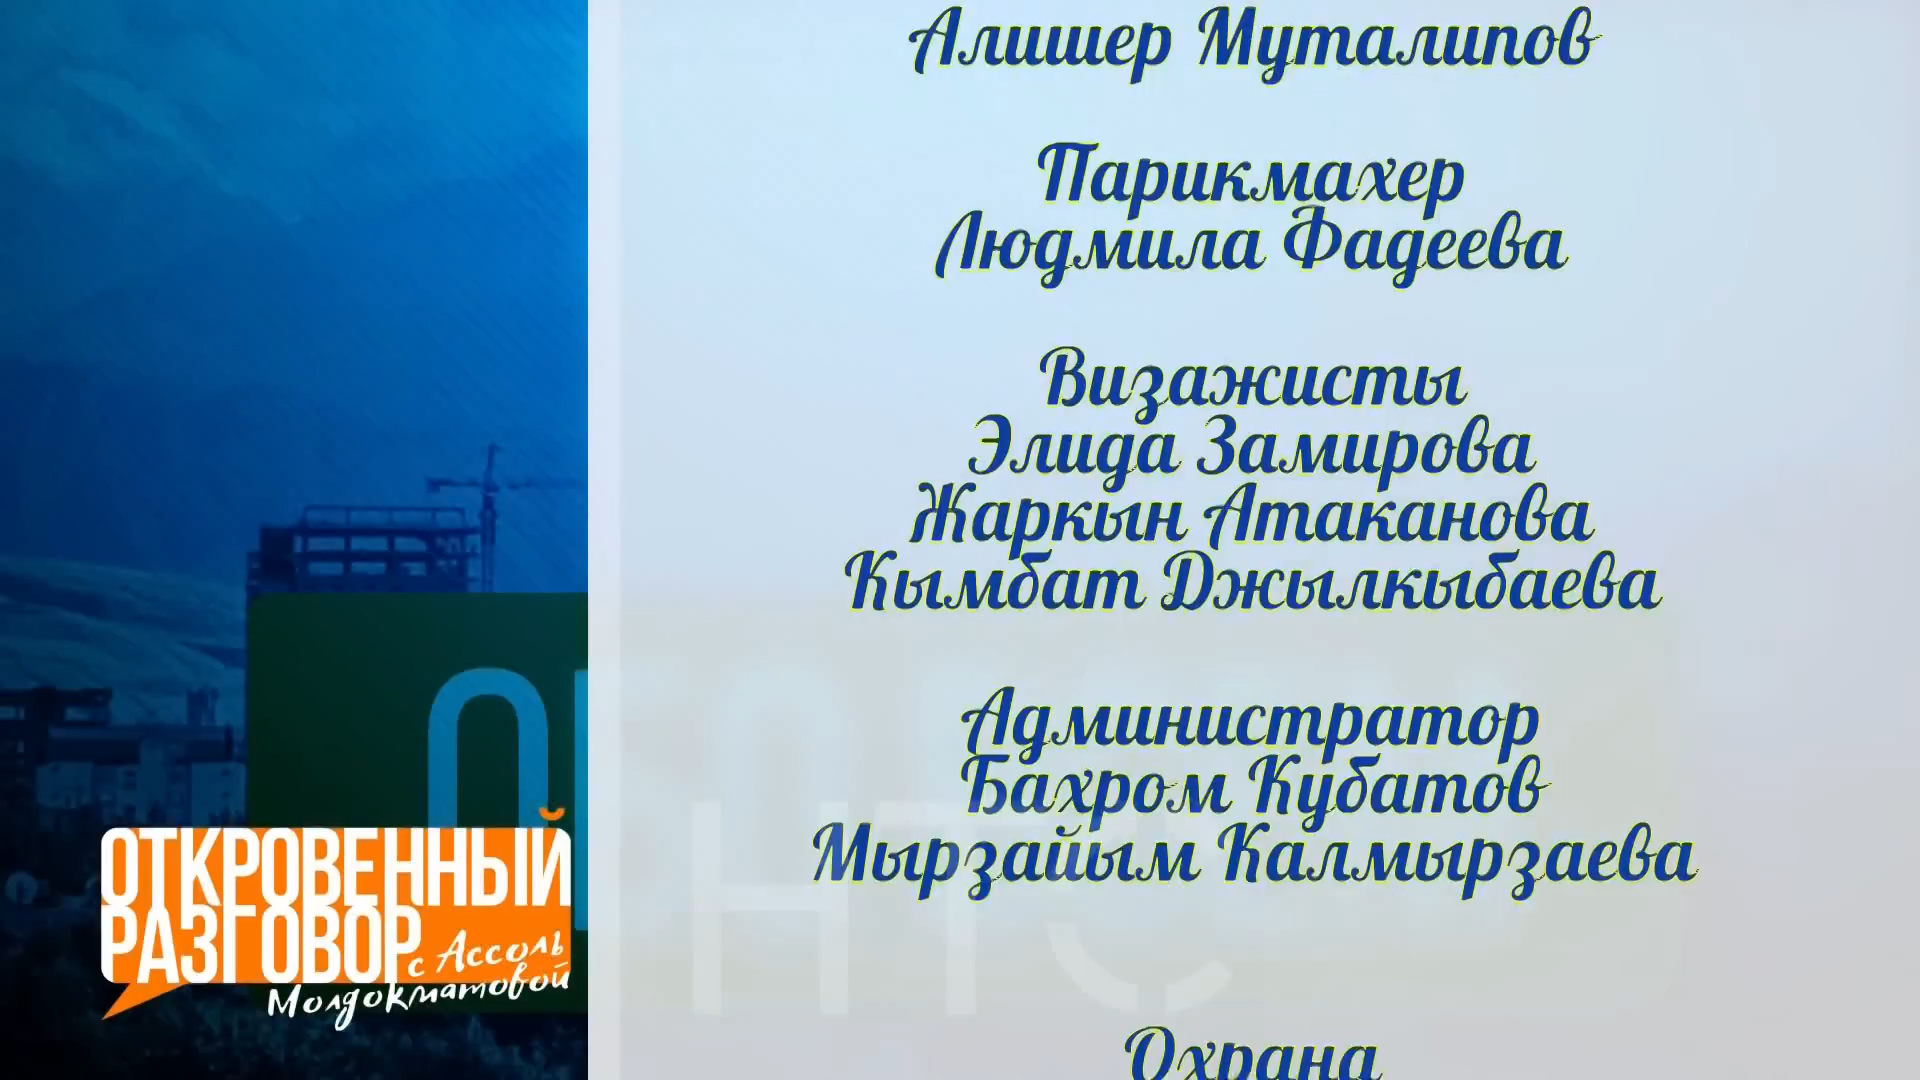 Алишер Муталипов
Парикмахер
Людмила Фадеева
Визажисты
Элида Замирова
Жаркын Атаканова
Кымбат Джылкыбаева
Администратор
Бахром Кубатов
Мырзайым Калмырзаева
Охрана
ОТКРОВЕННЫЙ
РАЗГОВОР
с Ассоль
Молдокматовой